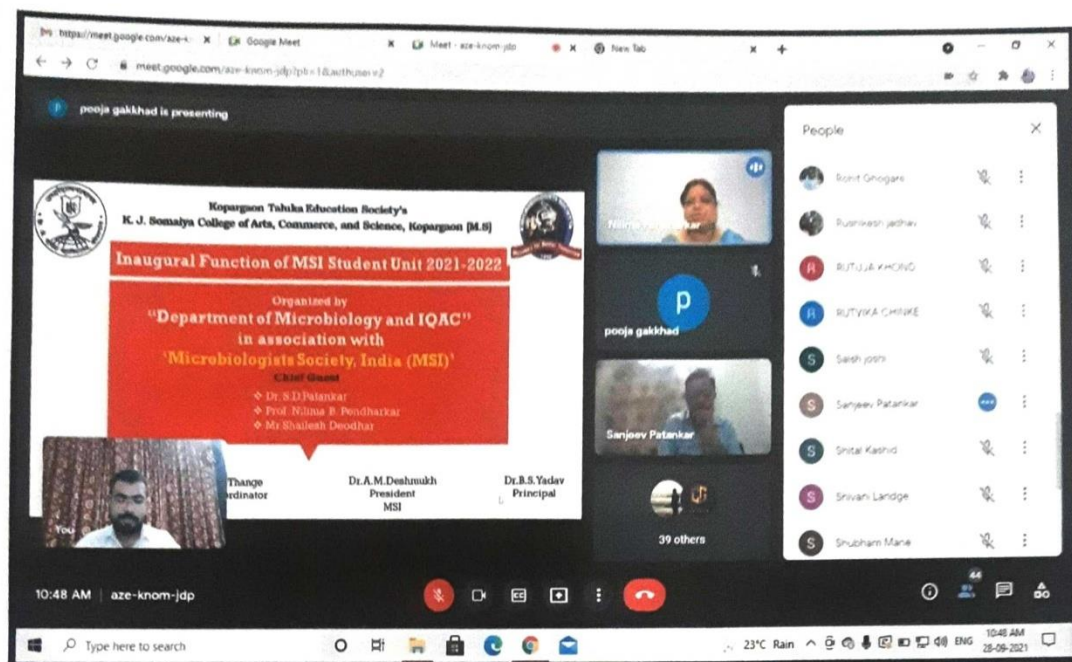 https://meet.google.com/aze-k
Google Meet
Meet - aze-knom-jdp
New Tab
meet.google.com/aze-knom-jdp?pli=1&authuser=2
P pooja gakkhad is presenting
People
Kopargaon Taluka Education Society's
K. J. Somaiya College of Arts, Commerce, and Science, Kopargaon (M.S)
Inaugural Function of MSI Student Unit 2021-2022
Organized by
"Department of Microbiology and IQAC"
in association with
'Microbiologists Society, India (MSI)'
Chief Guest
❖ Dr. S.D.Patankar
❖ Prof. Nilima B. Pondharkar
❖ Mr Shailesh Deodhar
Thange
rdinator
Dr.A.M.Deshmukh
President
MSI
Dr.B.S.Yadav
Principal
You
p
pooja gakkhad
Sanjeev Patankar
39 others
Rohit Ghogare
Rushikesh jadhav
R RUTUJA KHOND
R RUTVIKA CHINKE
S Saish joshi
S Sanjeev Patankar
S Shital Kashid
S Shivani Landge
S Shubham Mane
10:48 AM | aze-knom-jdp
CC
44
Type here to search
23°C Rain
ENG
10:48 AM
28-09-2021